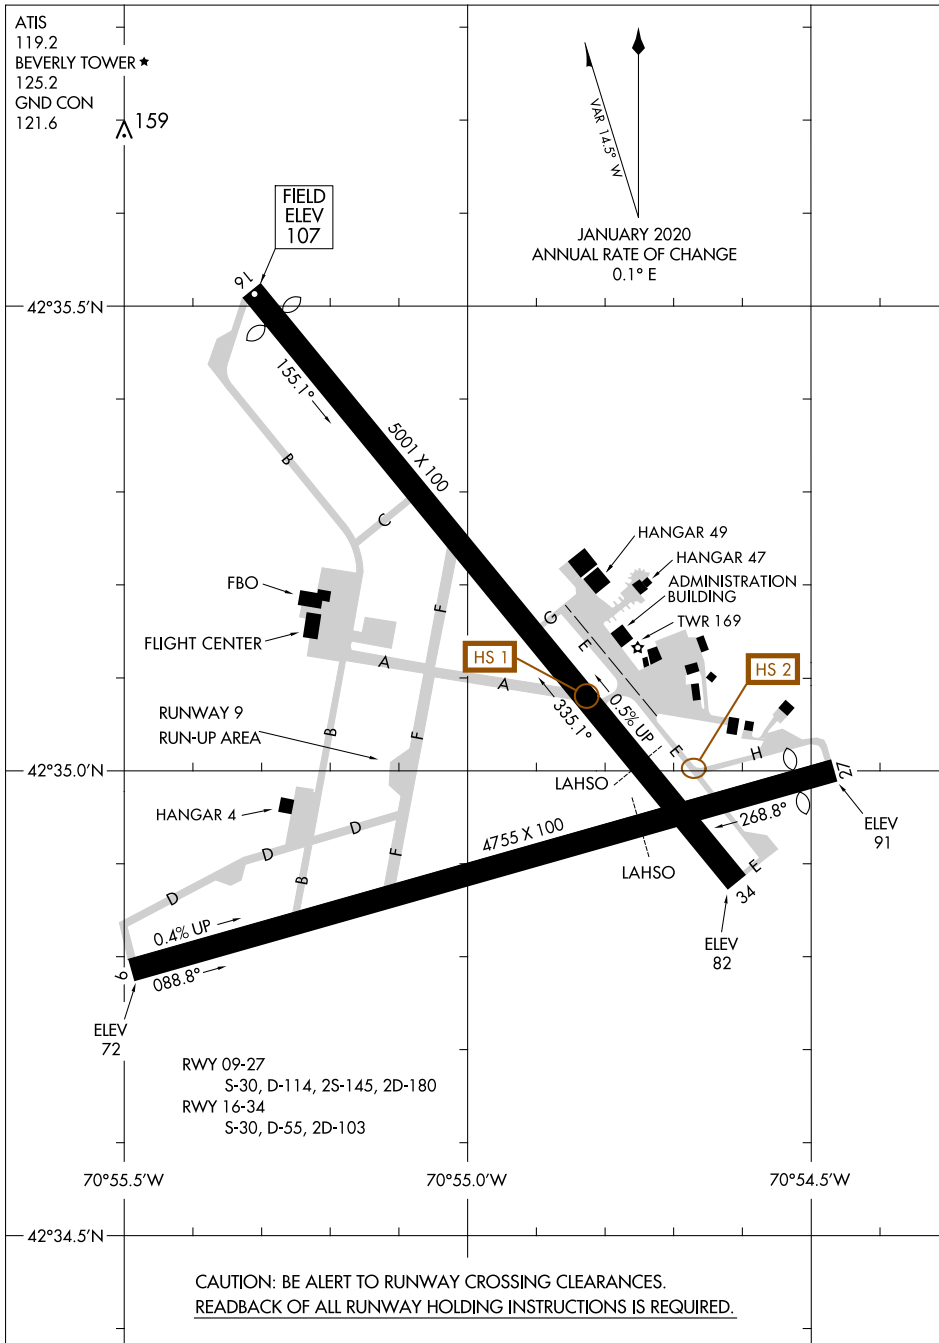 ATIS
119.2
BEVERLY TOWER ★
125.2
GND CON
121.6
159
VAR 14.5° W
JANUARY 2020
ANNUAL RATE OF CHANGE
0.1° E
FIELD
ELEV
107
16
42°35.5'N
155.1°
5001 X 100
B
C
HANGAR 49
HANGAR 47
ADMINISTRATION
BUILDING
TWR 169
FBO
FLIGHT CENTER
F
G
E
HS 1
HS 2
A
A
335.1°
0.5% UP
RUNWAY 9
RUN-UP AREA
B
F
E
H
27
42°35.0'N
LAHSO
HANGAR 4
D
D
4755 X 100
268.8°
ELEV
91
LAHSO
F
B
D
E
34
0.4% UP
088.8°
9
ELEV
82
ELEV
72
RWY 09-27
S-30, D-114, 2S-145, 2D-180
RWY 16-34
S-30, D-55, 2D-103
70°55.5'W
70°55.0'W
70°54.5'W
42°34.5'N
CAUTION: BE ALERT TO RUNWAY CROSSING CLEARANCES.
READBACK OF ALL RUNWAY HOLDING INSTRUCTIONS IS REQUIRED.